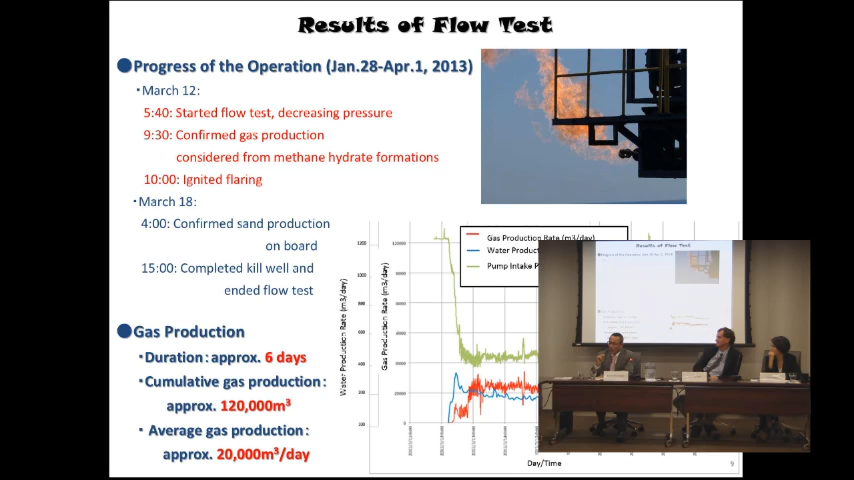 Results of Flow Test
●Progress of the Operation (Jan.28-Apr.1, 2013)
・March 12:
5:40: Started flow test, decreasing pressure
9:30: Confirmed gas production
considered from methane hydrate formations
10:00: Ignited flaring
・March 18:
4:00: Confirmed sand production
on board
15:00: Completed kill well and
ended flow test
●Gas Production
・Duration: approx. 6 days
・Cumulative gas production:
approx. 120,000m³
・ Average gas production:
approx. 20,000m³/day
Water Production Rate (m3/day)
Gas Production Rate (m3/day)
Gas Production Rate (m3/day)
Water Product
Pump Intake P
Day/Time
9
Results of Flow Test